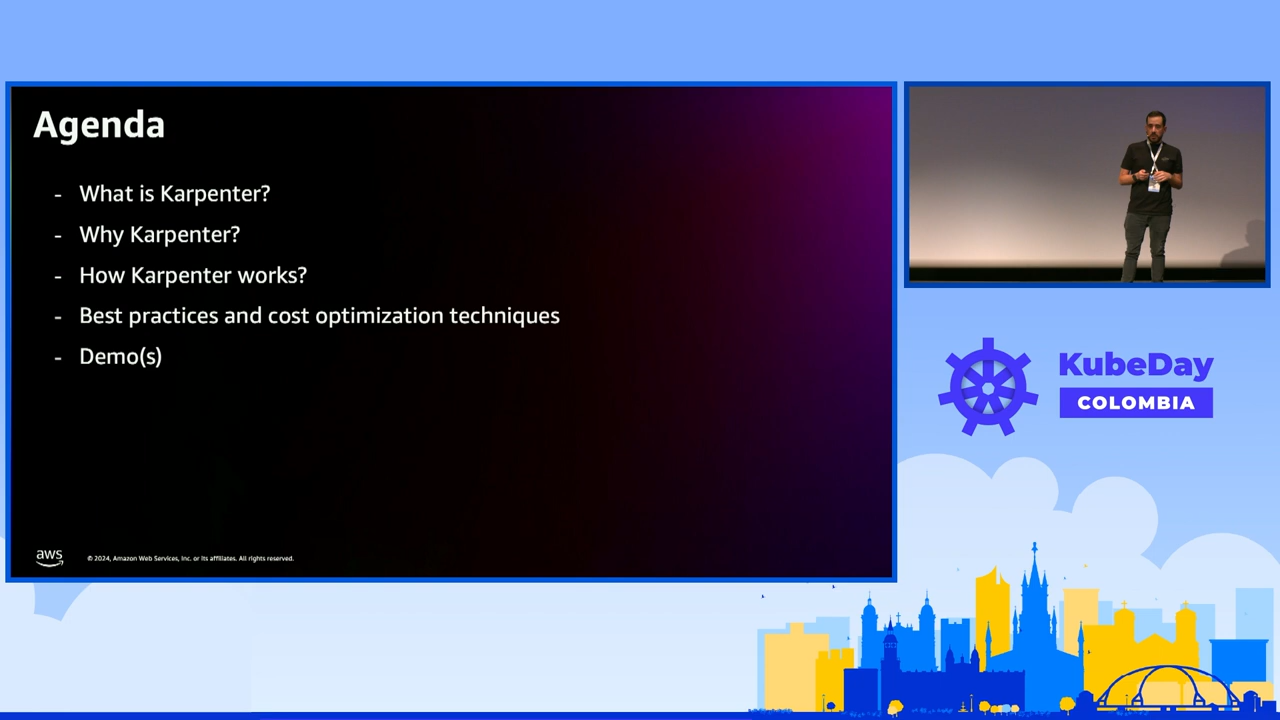 Agenda
- What is Karpenter?
- Why Karpenter?
- How Karpenter works?
- Best practices and cost optimization techniques
- Demo(s)
aws
© 2024, Amazon Web Services, Inc. or its affiliates. All rights reserved.
KubeDay
COLOMBIA